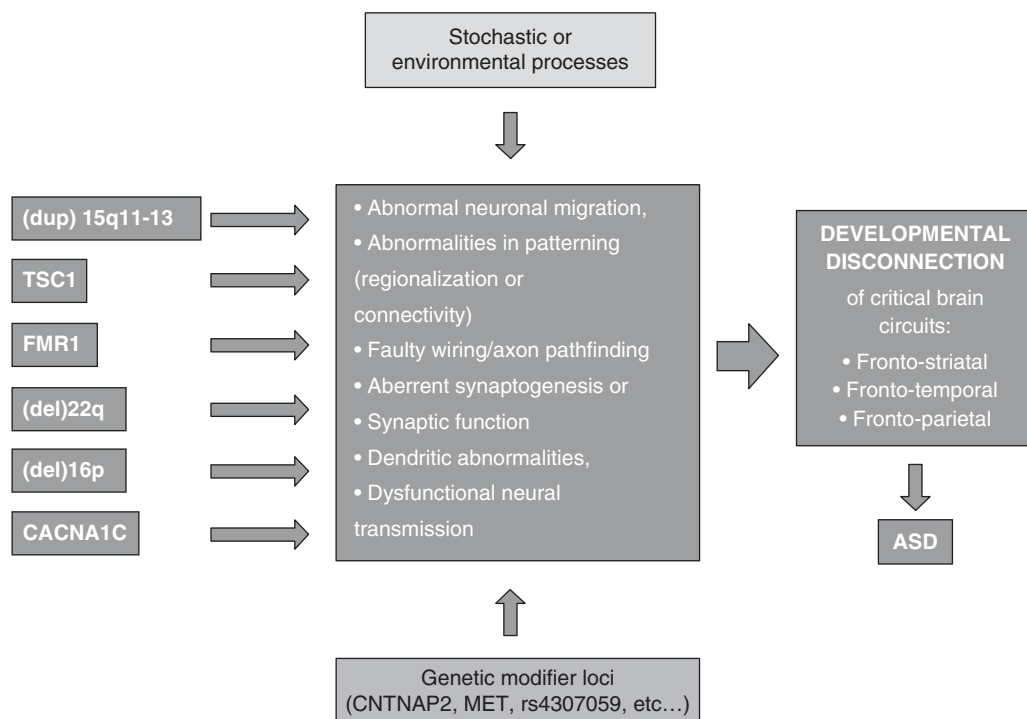 Stochastic or
environmental processes
(dup) 15q11-13
TSC1
FMR1
(del)22q
(del)16p
CACNA1C
• Abnormal neuronal migration,
• Abnormalities in patterning
(regionalization or
connectivity)
• Faulty wiring/axon pathfinding
• Aberrent synaptogenesis or
• Synaptic function
• Dendritic abnormalities,
• Dysfunctional neural
transmission
DEVELOPMENTAL
DISCONNECTION
of critical brain
circuits:
• Fronto-striatal
• Fronto-temporal
• Fronto-parietal
ASD
Genetic modifier loci
(CNTNAP2, MET, rs4307059, etc…)